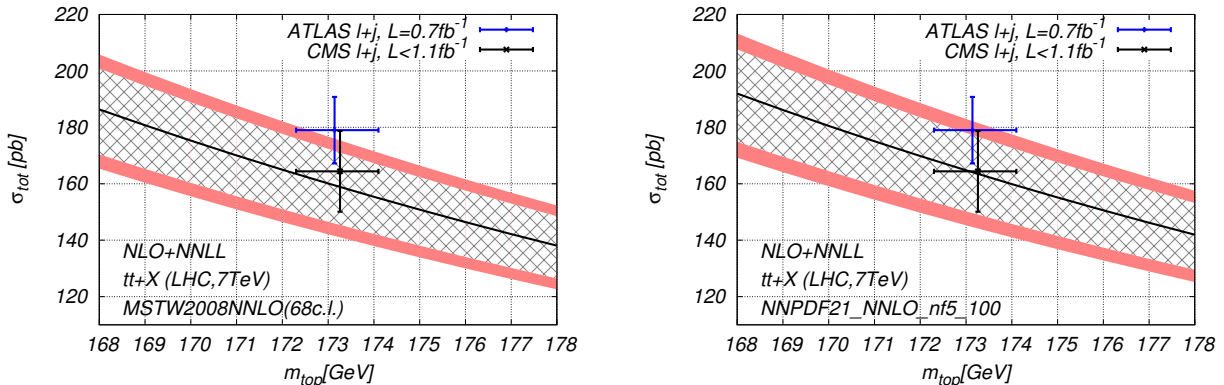 220
200
180
160
140
120
σtot [pb]
ATLAS l+j, L=0.7fb-1
CMS l+j, L<1.1fb-1
NLO+NNLL
tt+X (LHC,7TeV)
MSTW2008NNLO(68c.l.)
168 169 170 171 172 173 174 175 176 177 178
mtop[GeV]
220
200
180
160
140
120
σtot [pb]
ATLAS l+j, L=0.7fb-1
CMS l+j, L<1.1fb-1
NLO+NNLL
tt+X (LHC,7TeV)
NNPDF21_NNLO_nf5_100
168 169 170 171 172 173 174 175 176 177 178
mtop[GeV]